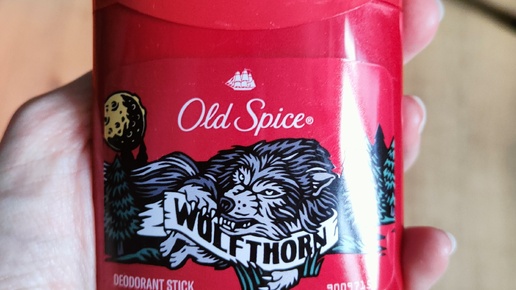 Old Spice®
WOLFTHORN
DEODORANT STICK